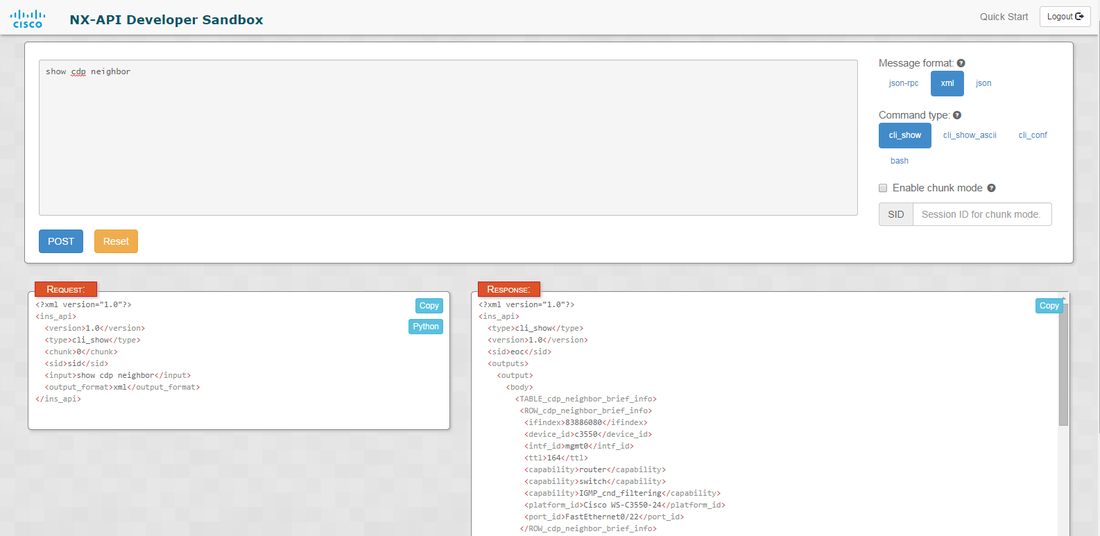 CISCO
NX-API Developer Sandbox
Quick Start
Logout
show cdp neighbor
Message format:
json-rpc xml json
Command type:
cli_show cli_show_ascii cli_conf
bash
Enable chunk mode
SID Session ID for chunk mode.
POST Reset
REQUEST:
<?xml version="1.0"?>
<ins_api>
<version>1.0</version>
<type>cli_show</type>
<chunk>0</chunk>
<sid>sid</sid>
<input>show cdp neighbor</input>
<output_format>xml</output_format>
</ins_api>
Copy
Python
RESPONSE:
<?xml version="1.0"?>
<ins_api>
<type>cli_show</type>
<version>1.0</version>
<sid>eoc</sid>
<outputs>
<output>
<body>
<TABLE_cdp_neighbor_brief_info>
<ROW_cdp_neighbor_brief_info>
<ifindex>83886080</ifindex>
<device_id>c3550</device_id>
<intf_id>mgmt0</intf_id>
<ttl>164</ttl>
<capability>router</capability>
<capability>switch</capability>
<capability>IGMP_cnd_filtering</capability>
<platform_id>Cisco WS-C3550-24</platform_id>
<port_id>FastEthernet0/22</port_id>
</ROW_cdp_neighbor_brief_info>
Copy